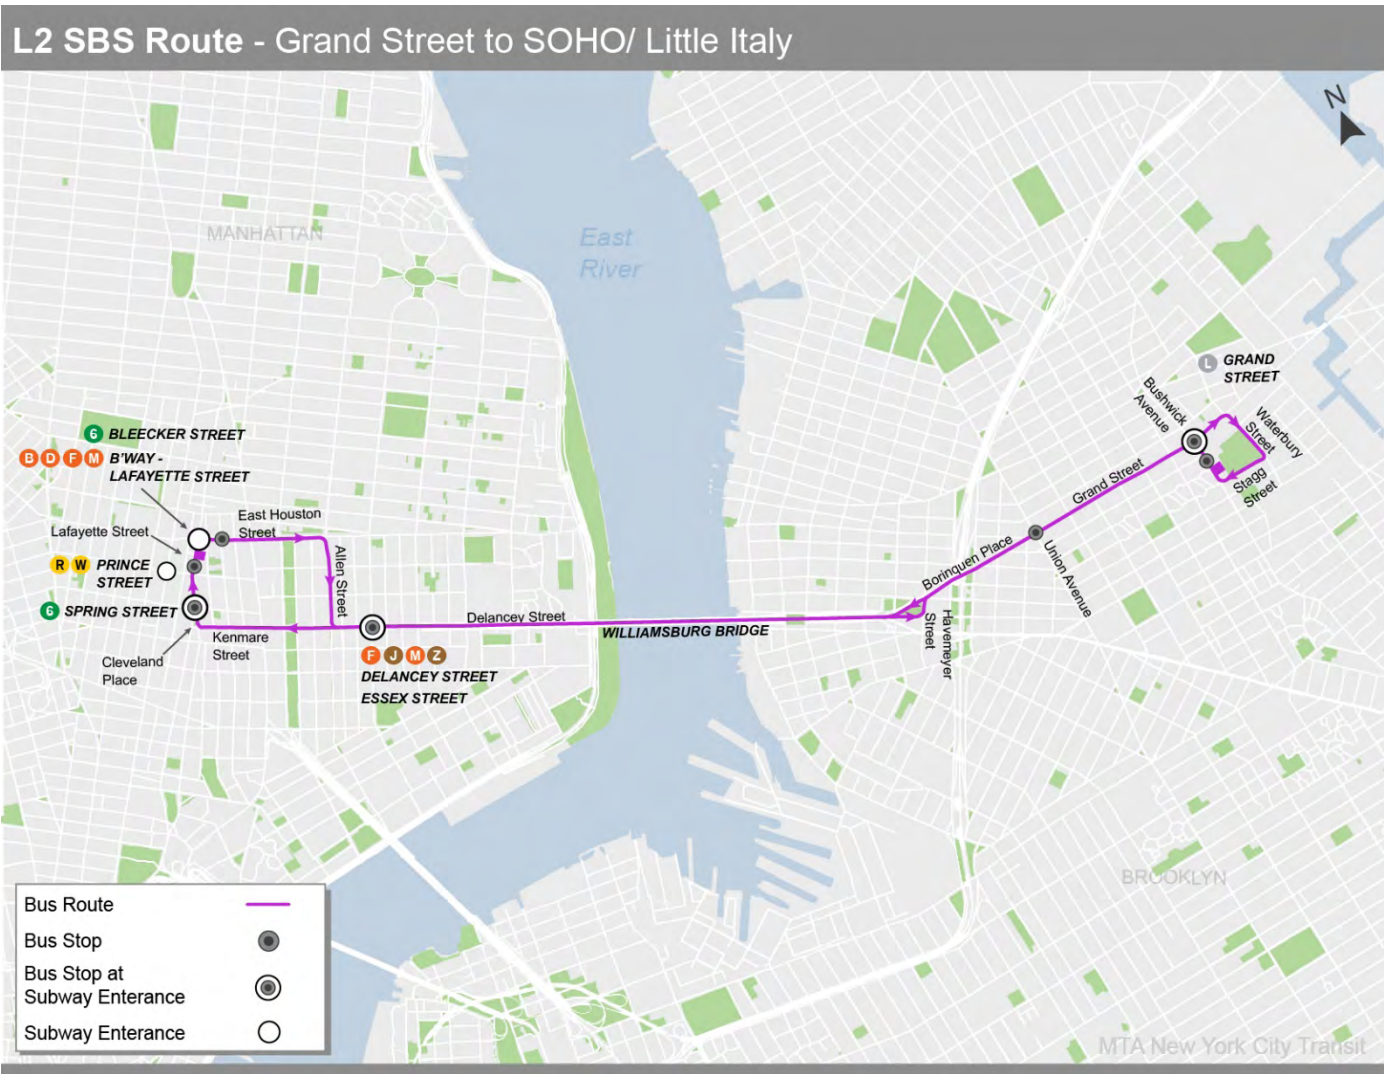 L2 SBS Route - Grand Street to SOHO/ Little Italy
N
MANHATTAN
East
River
L GRAND
STREET
Bushwick
Avenue
Waterbury
Street
Stagg
Street
Grand Street
Union Avenue
Borinquen Place
Havemeyer
Street
6 BLEECKER STREET
B D F M B'WAY -
LAFAYETTE STREET
East Houston
Street
Lafayette Street
R W PRINCE
STREET
Allen Street
6 SPRING STREET
Delancey Street
WILLIAMSBURG BRIDGE
Kenmare
Street
Cleveland
Place
F J M Z
DELANCEY STREET
ESSEX STREET
BROOKLYN
Bus Route
Bus Stop
Bus Stop at
Subway Enterance
Subway Enterance
MTA New York City Transit